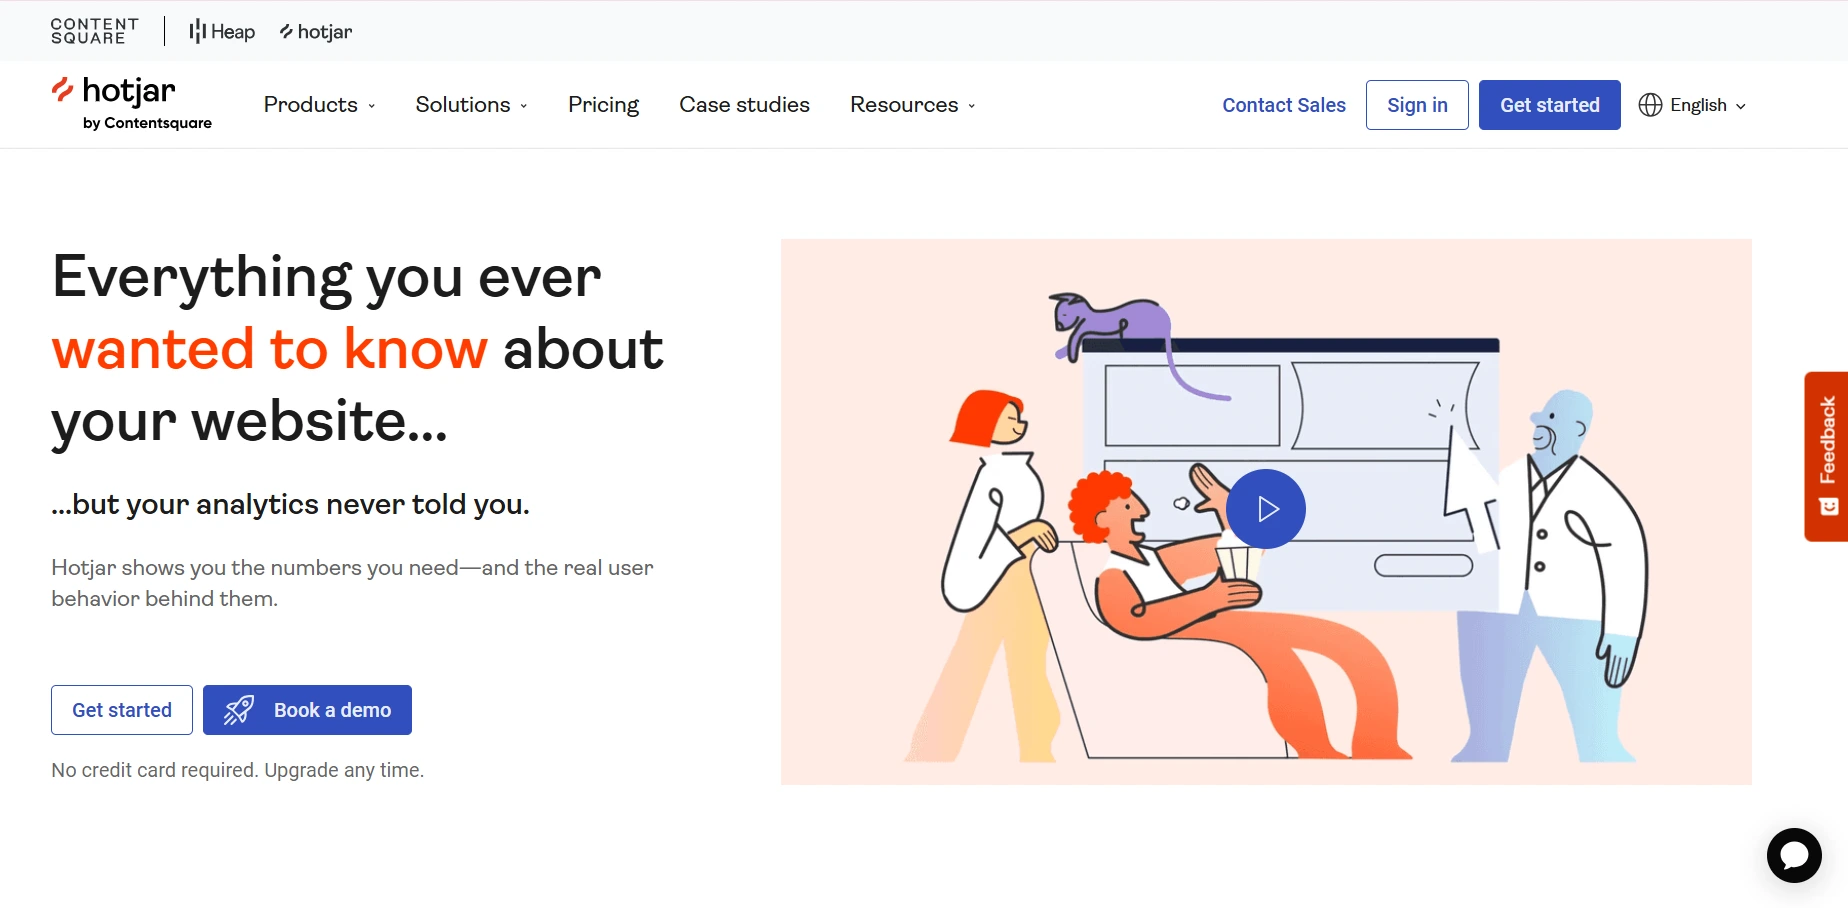 CONTENT
SQUARE
Heap
hotjar
hotjar
by Contentsquare
Products
Solutions
Pricing
Case studies
Resources
Contact Sales
Sign in
Get started
English
Everything you ever
wanted to know about
your website...
...but your analytics never told you.
Hotjar shows you the numbers you need—and the real user
behavior behind them.
Get started
Book a demo
No credit card required. Upgrade any time.
Feedback